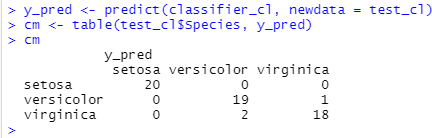 > y_pred <- predict(classifier_cl, newdata = test_cl)
> cm <- table(test_cl$Species, y_pred)
> cm
y_pred
setosa versicolor virginica
setosa 20 0 0
versicolor 0 19 1
virginica 0 2 18
>